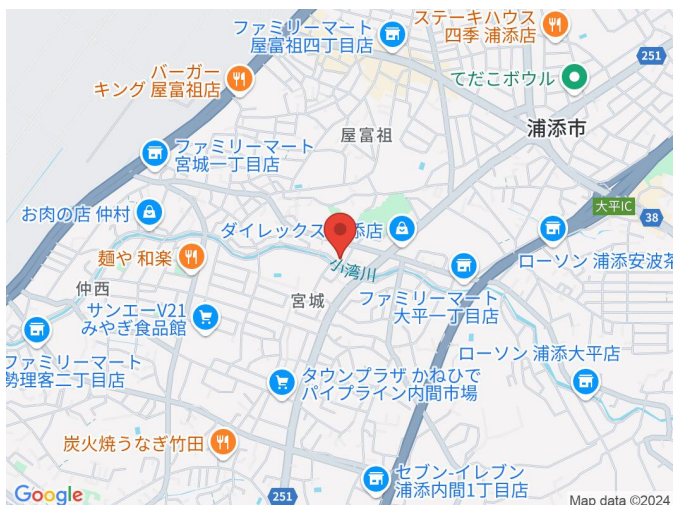 ファミリーマート
屋富祖四丁目店
ステーキハウス
四季 浦添店
251
バーガー
キング 屋富祖店
てだこボウル
浦添市
屋富祖
ファミリーマート
宮城一丁目店
大平IC
38
お肉の店 仲村
ダイレックス
添店
ローソン 浦添安波茶
麺や 和楽
小湾川
仲西
宮城
ファミリーマート
大平一丁目店
サンエーV21
みやぎ食品館
ファミリーマート
勢理客二丁目店
ローソン 浦添大平店
タウンプラザ かねひで
パイプライン内間市場
炭火焼うなぎ竹田
セブン-イレブン
浦添内間1丁目店
251
Google
Map data ©2024